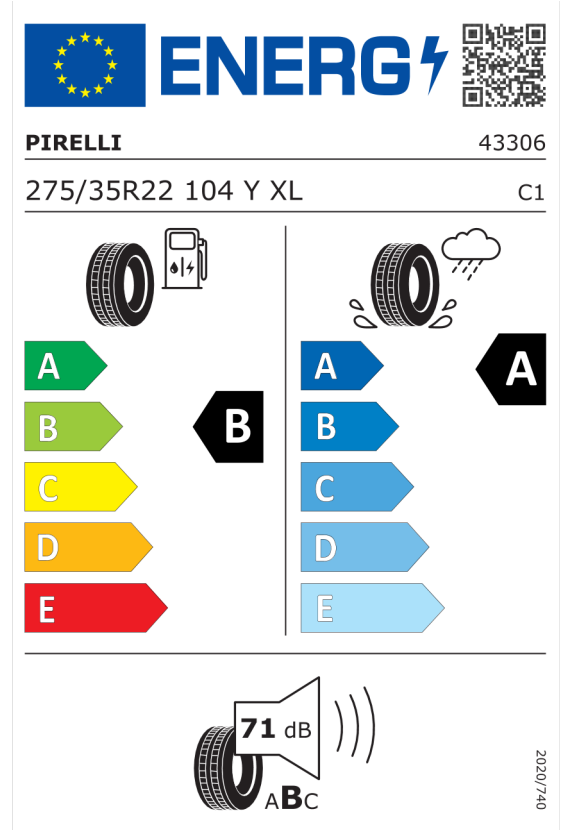 ENERG
PIRELLI 43306
275/35R22 104 Y XL C1
A A A
B B B
C C
D D
E E
71 dB
ABC
2020/740